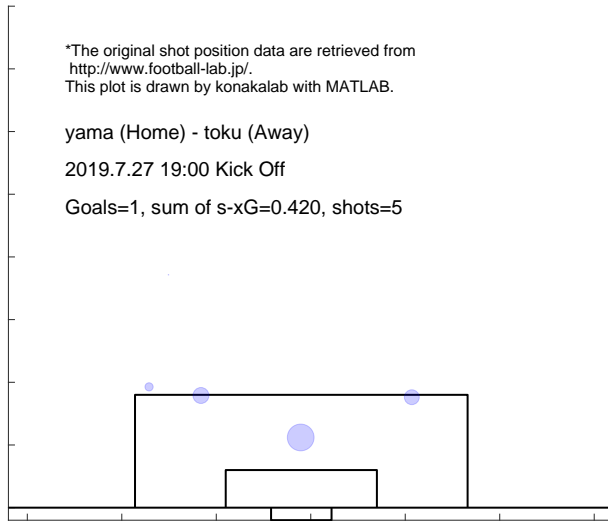 *The original shot position data are retrieved from
http://www.football-lab.jp/.
This plot is drawn by konakalab with MATLAB.
yama (Home) - toku (Away)
2019.7.27 19:00 Kick Off
Goals=1, sum of s-xG=0.420, shots=5